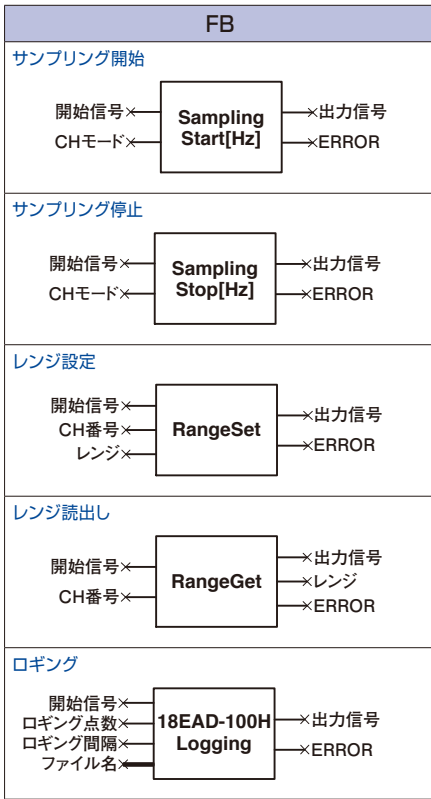 FB
サンプリング開始
開始信号
CHモード
Sampling
Start[Hz]
出力信号
ERROR
サンプリング停止
開始信号
CHモード
Sampling
Stop[Hz]
出力信号
ERROR
レンジ設定
開始信号
CH番号
レンジ
RangeSet
出力信号
ERROR
レンジ読出し
開始信号
CH番号
RangeGet
出力信号
レンジ
ERROR
ロギング
開始信号
ロギング点数
ロギング間隔
ファイル名
18EAD-100H
Logging
出力信号
ERROR